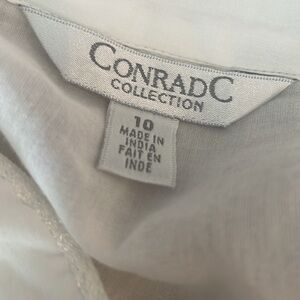 CONRADC
COLLECTION
10
MADE IN
INDIA
FAIT EN
INDE